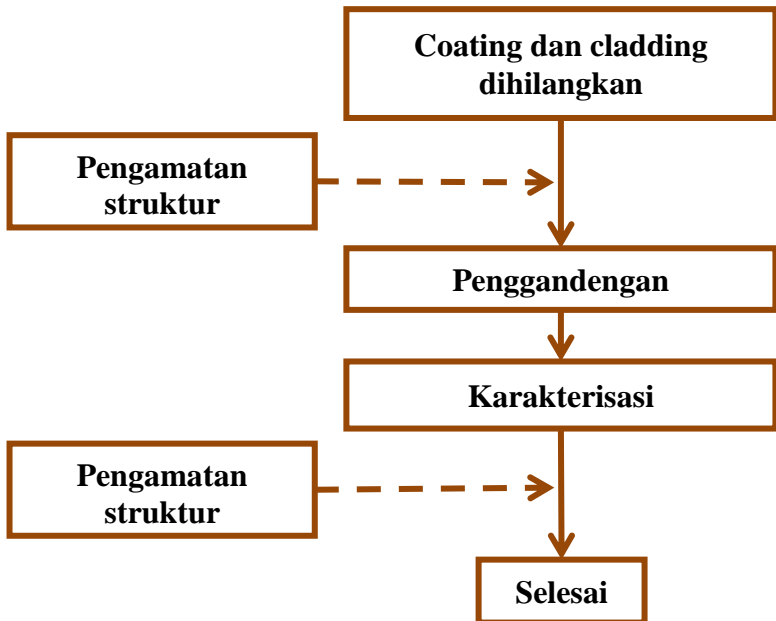 Coating dan cladding
dihilangkan
Pengamatan
struktur
Penggandengan
Karakterisasi
Pengamatan
struktur
Selesai